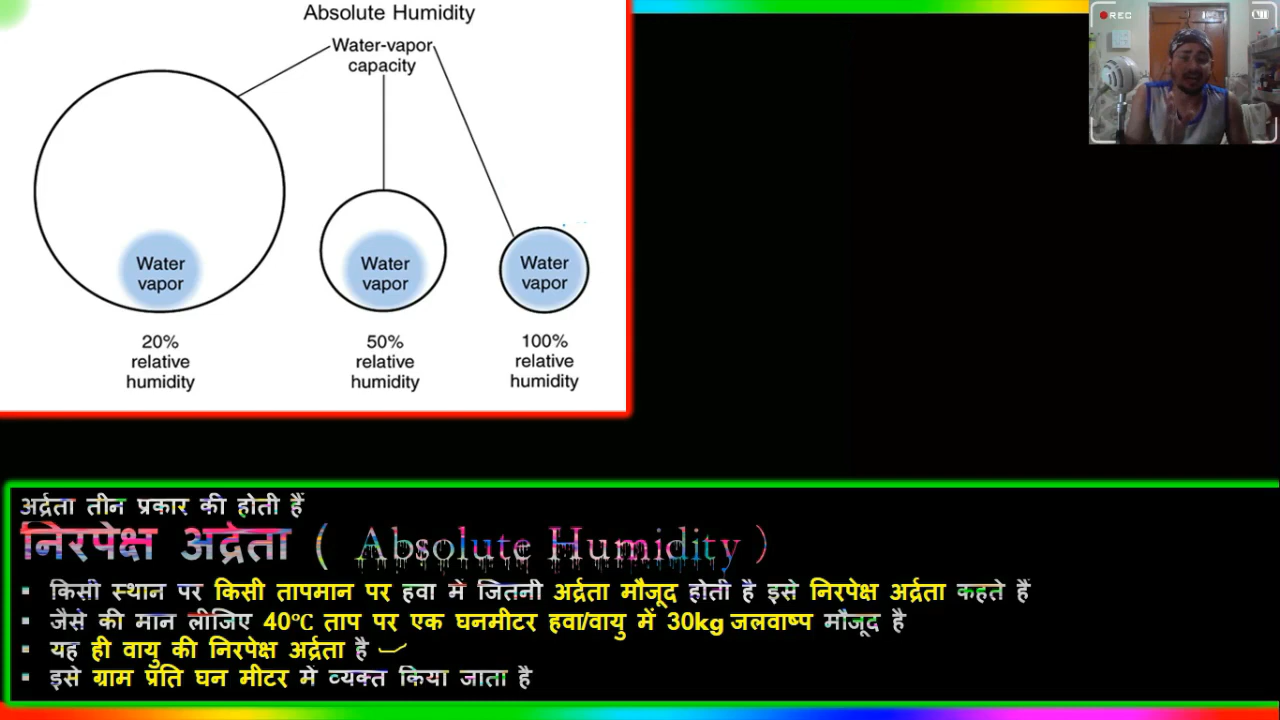 Absolute Humidity
Water-vapor
capacity
Water
vapor
Water
vapor
Water
vapor
20%
relative
humidity
50%
relative
humidity
100%
relative
humidity
REC
अर्द्रता तीन प्रकार की होती हैं
निरपेक्ष अर्द्रता ( Absolute Humidity )
▪ किसी स्थान पर किसी तापमान पर हवा में जितनी अर्द्रता मौजूद होती है इसे निरपेक्ष अर्द्रता कहते हैं
▪ जैसे की मान लीजिए 40℃ ताप पर एक घनमीटर हवा/वायु में 30kg जलवाष्प मौजूद है
▪ यह ही वायु की निरपेक्ष अर्द्रता है
▪ इसे ग्राम प्रति घन मीटर में व्यक्त किया जाता है